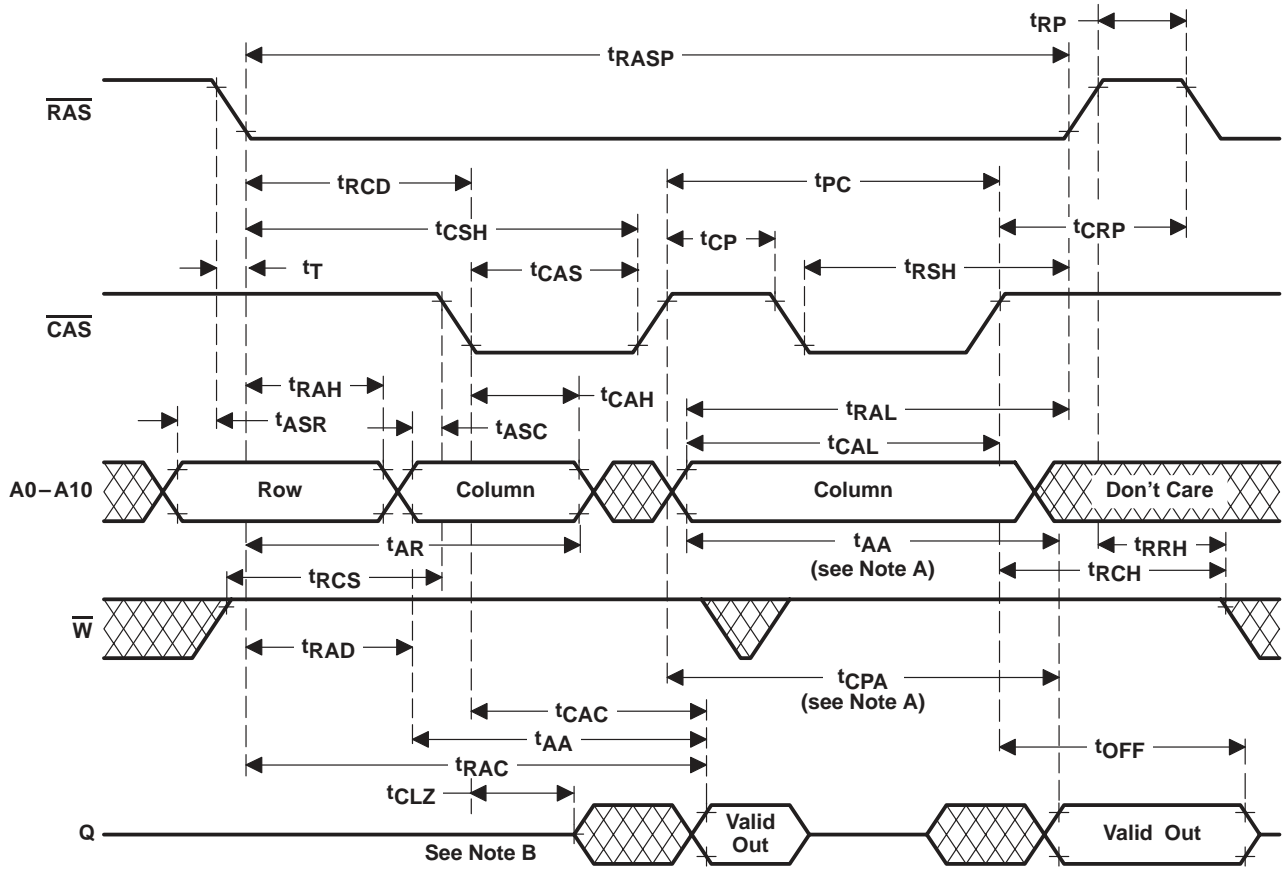 tRP
tRASP
RAS
tRCD
tPC
tCSH
tCP
tCRP
tT
tCAS
tRSH
CAS
tRAH
tCAH
tASR
tASC
tRAL
tCAL
A0–A10
Row
Column
Column
Don't Care
tAR
tAA
(see Note A)
tRRH
tRCS
tRCH
W
tRAD
tCPA
(see Note A)
tCAC
tAA
tOFF
tRAC
tCLZ
Q
See Note B
Valid
Out
Valid Out